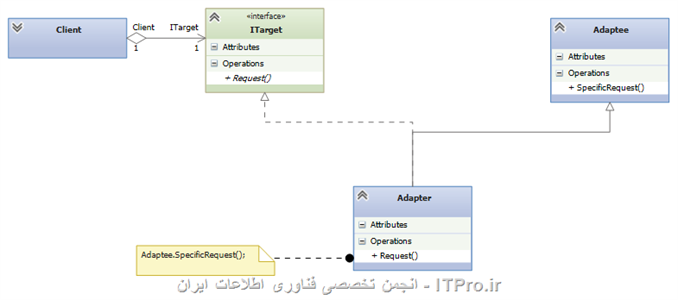 «interface»
Client
Client
ITarget
1
1
ITarget
Attributes
Operations
+ Request()
Adaptee
Attributes
Operations
+ SpecificRequest()
Adapter
Attributes
Operations
+ Request()
Adaptee.SpecificRequest();
ITPro.ir - انجمن تخصصی فناوری اطلاعات ایران